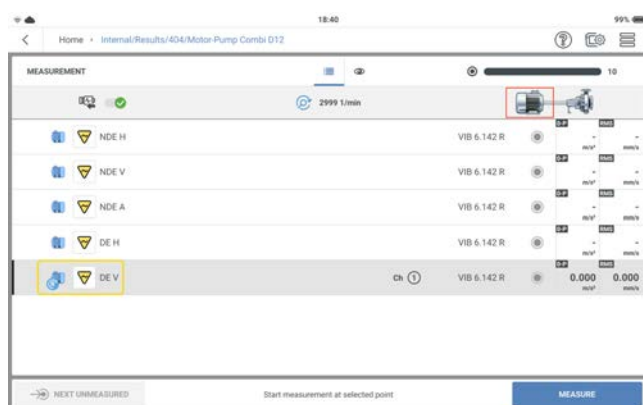 18:40
99%
Home • Internal/Results/404/Motor-Pump Combi D12
MEASUREMENT
10
2999 1/min
NDE H VIB 6.142 R
0-P RMS
- -
m/s² mm/s
NDE V VIB 6.142 R
0-P RMS
- -
m/s² mm/s
NDE A VIB 6.142 R
0-P RMS
- -
m/s² mm/s
DE H VIB 6.142 R
0-P RMS
- -
m/s² mm/s
DE V Ch 1 VIB 6.142 R
0-P RMS
0.000 0.000
m/s² mm/s
NEXT UNMEASURED
Start measurement at selected point
MEASURE